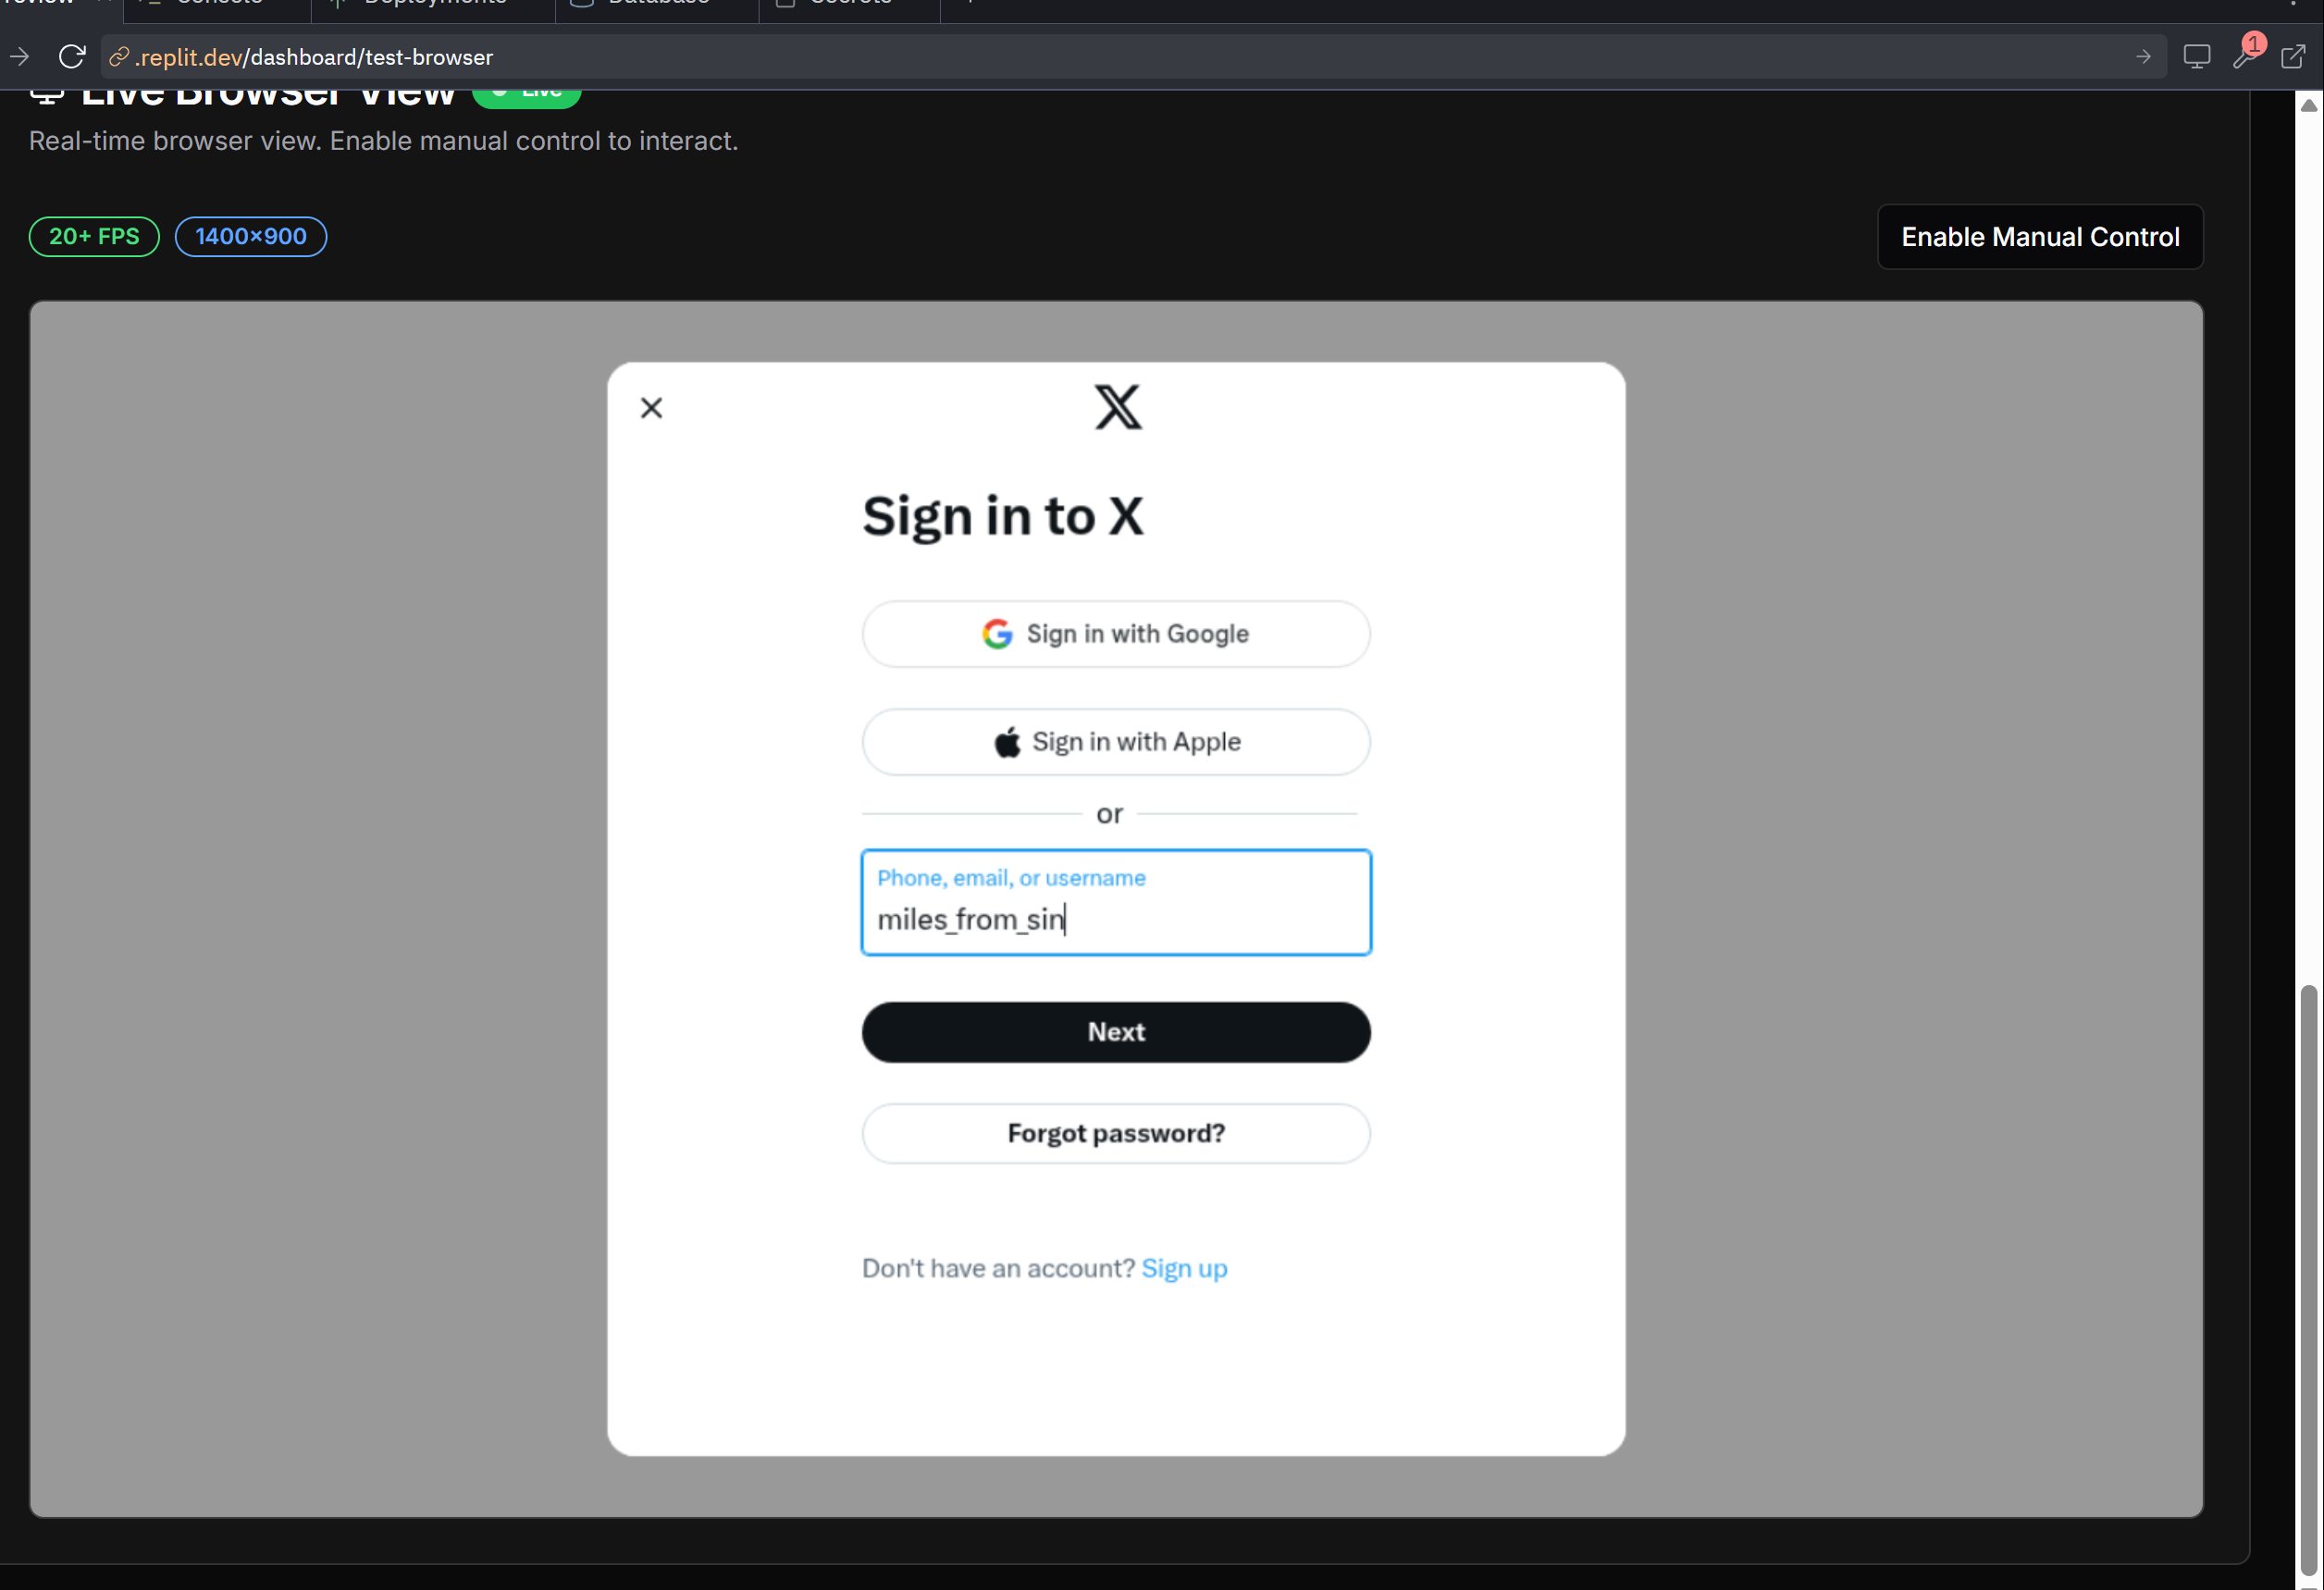 .replit.dev/dashboard/test-browser
1
Live Browser View Live
Real-time browser view. Enable manual control to interact.
20+ FPS
1400×900
Enable Manual Control
Sign in to X
Sign in with Google
Sign in with Apple
or
Phone, email, or username
miles_from_sin
Next
Forgot password?
Don't have an account? Sign up